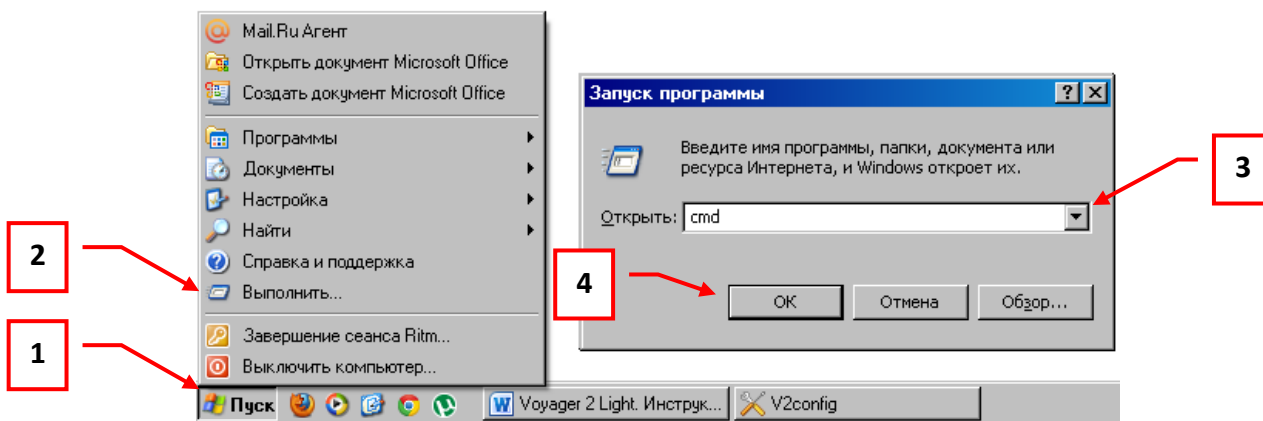 Mail.Ru Агент
Открыть документ Microsoft Office
Создать документ Microsoft Office
Программы
Документы
Настройка
Найти
Справка и поддержка
Выполнить...
Завершение сеанса Ritm...
Выключить компьютер...
Пуск
Voyager 2 Light. Инструк...
V2config
Запуск программы
Введите имя программы, папки, документа или
ресурса Интернета, и Windows откроет их.
Открыть: cmd
ОК
Отмена
Обзор...
1
2
3
4